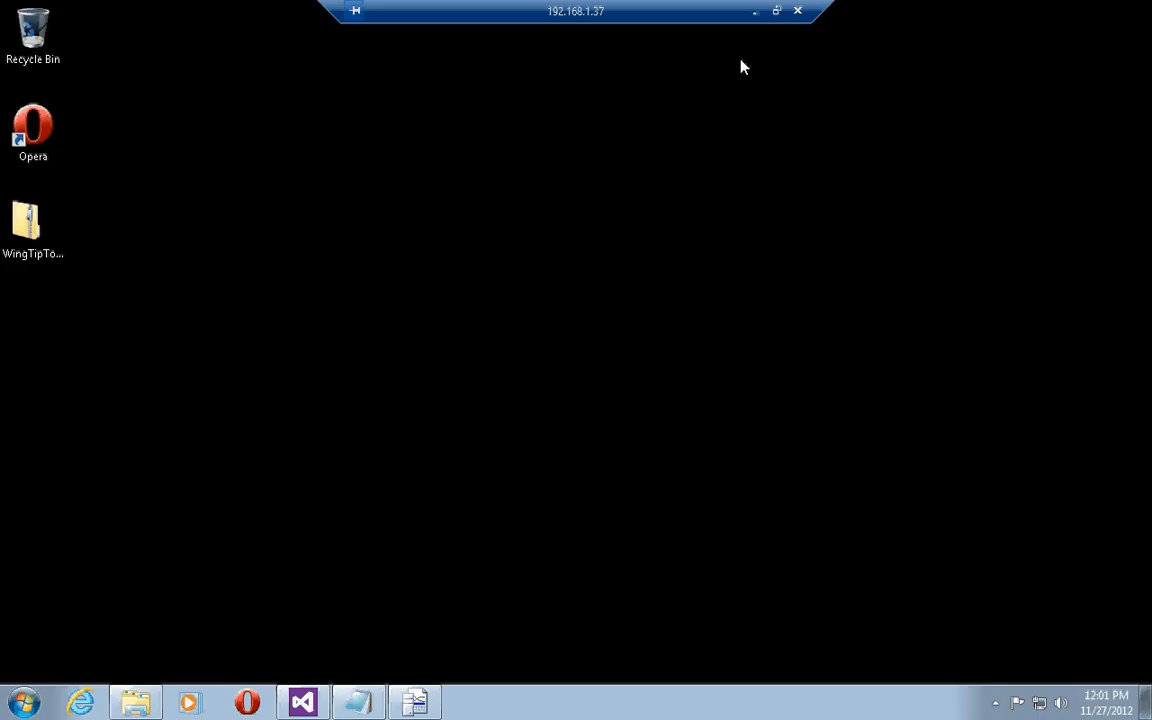 192.168.1.37
Recycle Bin
Opera
WingTipTo...
12:01 PM
11/27/2012